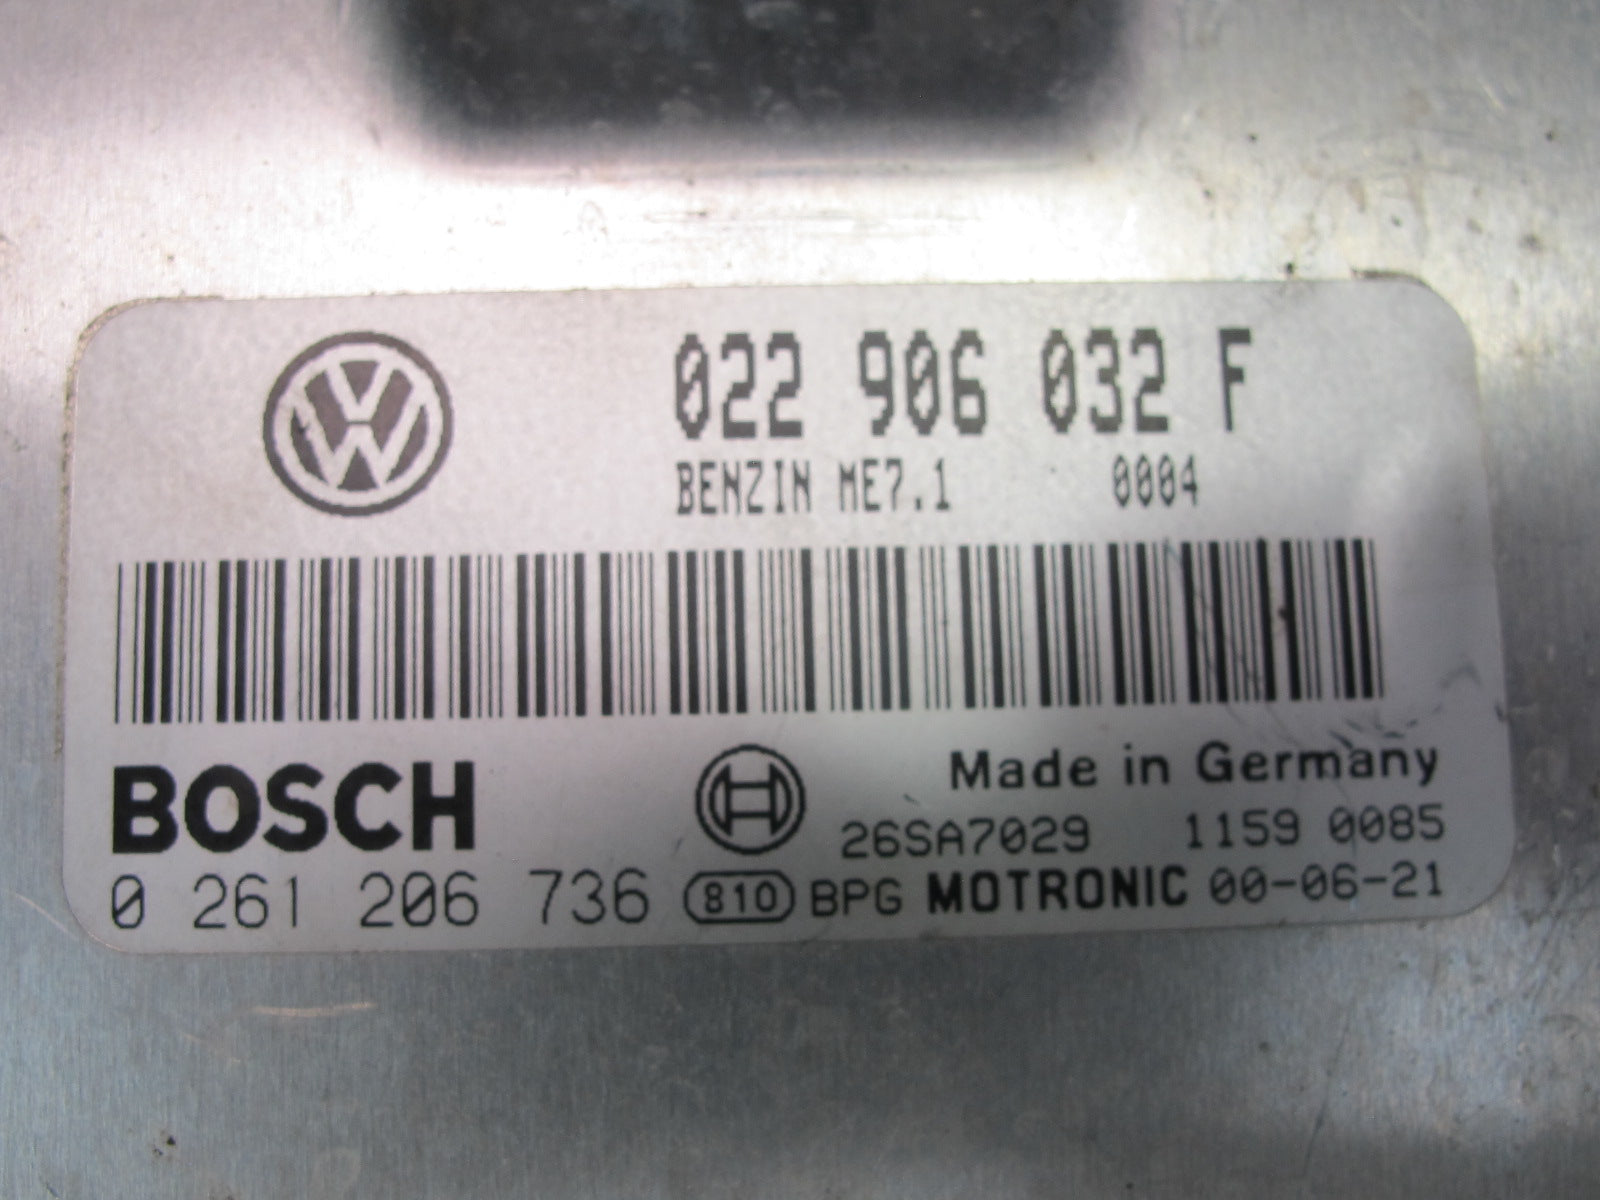 022 906 032 F
BENZIN ME7.1 0004
BOSCH
Made in Germany
26SA7029 1159 0085
0 261 206 736 810 BPG MOTRONIC 00-06-21